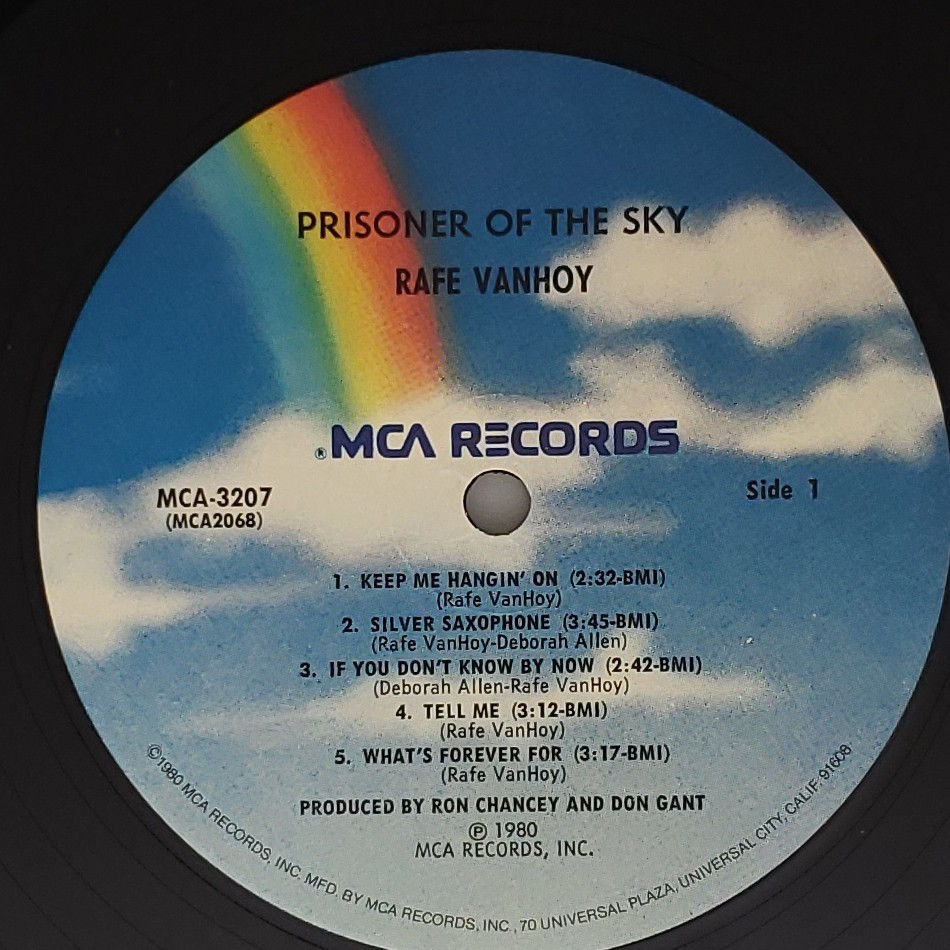 PRISONER OF THE SKY
RAFE VANHOY
®MCA RECORDS
MCA-3207
(MCA2068)
Side 1
1. KEEP ME HANGIN' ON (2:32-BMI)
(Rafe VanHoy)
2. SILVER SAXOPHONE (3:45-BMI)
(Rafe VanHoy-Deborah Allen)
3. IF YOU DON'T KNOW BY NOW (2:42-BMI)
(Deborah Allen-Rafe VanHoy)
4. TELL ME (3:12-BMI)
(Rafe VanHoy)
5. WHAT'S FOREVER FOR (3:17-BMI)
(Rafe VanHoy)
PRODUCED BY RON CHANCEY AND DON GANT
℗ 1980
MCA RECORDS, INC.
©1980 MCA RECORDS, INC. MFD. BY MCA RECORDS, INC., 70 UNIVERSAL PLAZA, UNIVERSAL CITY, CALIF. 91608